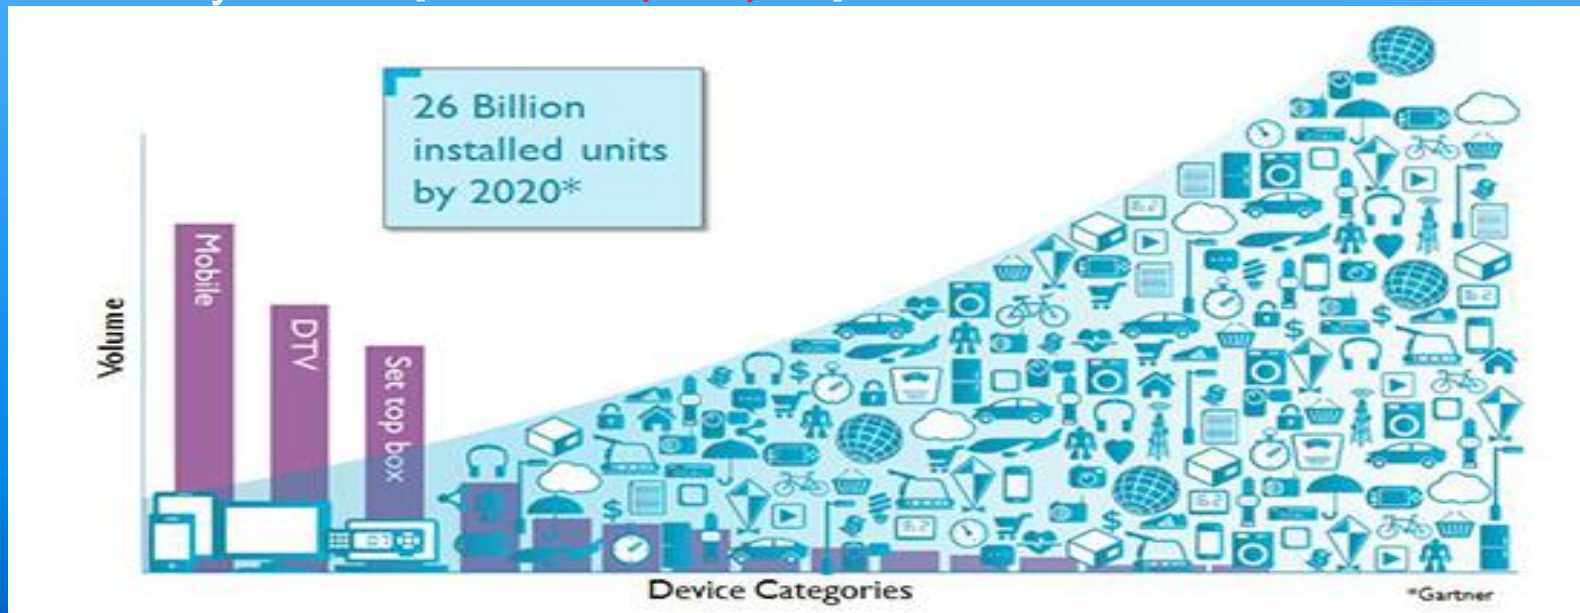 26 Billion
installed units
by 2020*
Mobile
DTV
Set top box
Volume
Device Categories
*Gartner